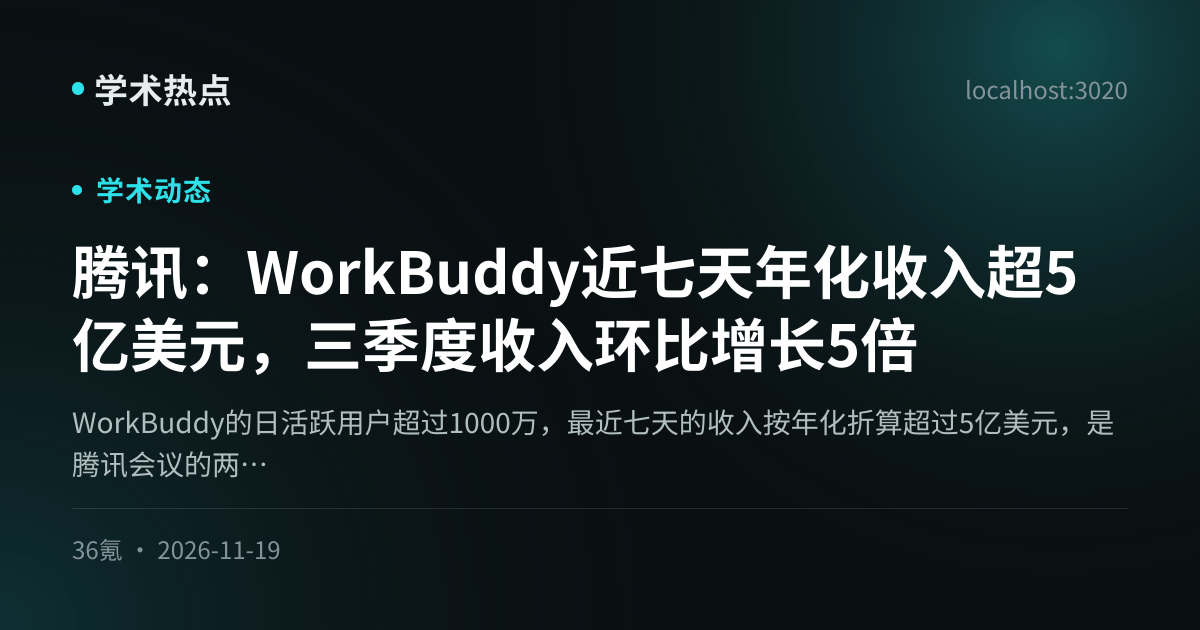 学术热点
localhost:3020
学术动态
腾讯：WorkBuddy近七天年化收入超5
亿美元，三季度收入环比增长5倍
WorkBuddy的日活跃用户超过1000万，最近七天的收入按年化折算超过5亿美元，是
腾讯会议的两…
36氪 · 2026-11-19